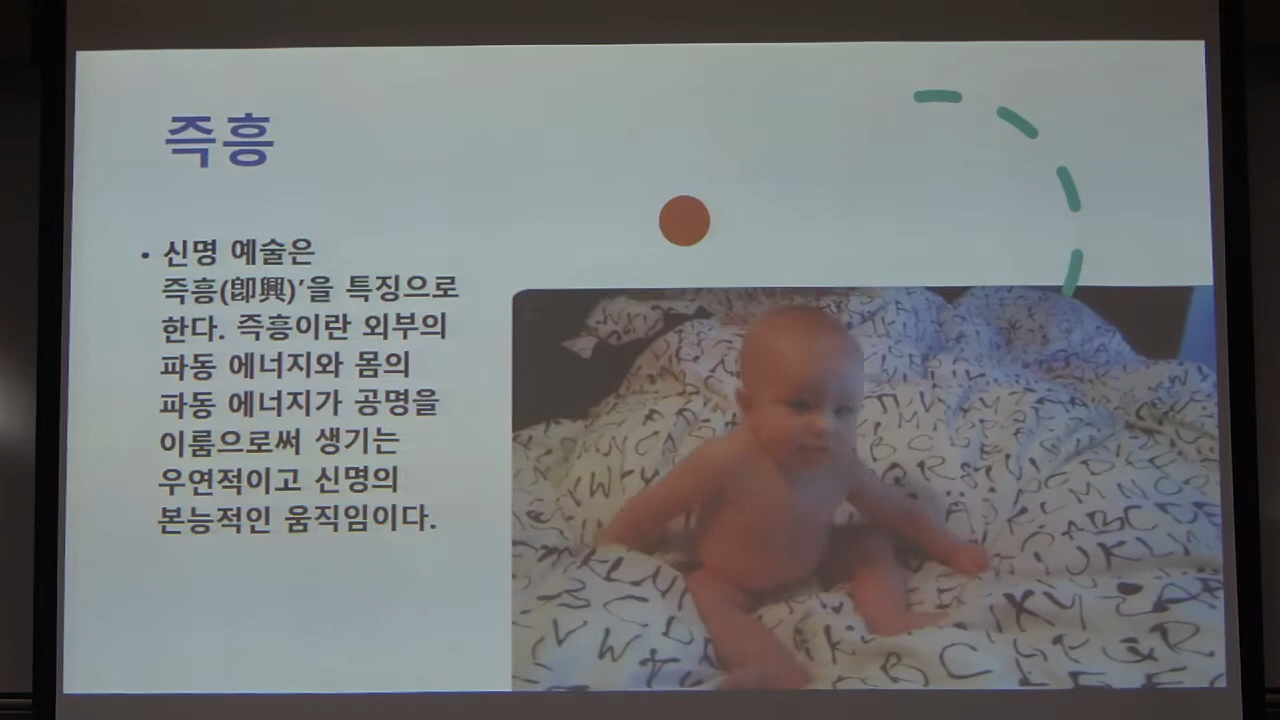 즉흥
• 신명 예술은
즉흥(卽興)’을 특징으로
한다. 즉흥이란 외부의
파동 에너지와 몸의
파동 에너지가 공명을
이룸으로써 생기는
우연적이고 신명의
본능적인 움직임이다.